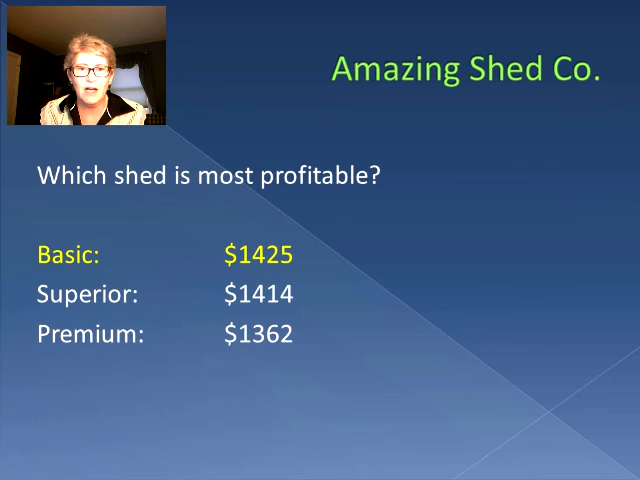 Amazing Shed Co.
Which shed is most profitable?
Basic: $1425
Superior: $1414
Premium: $1362